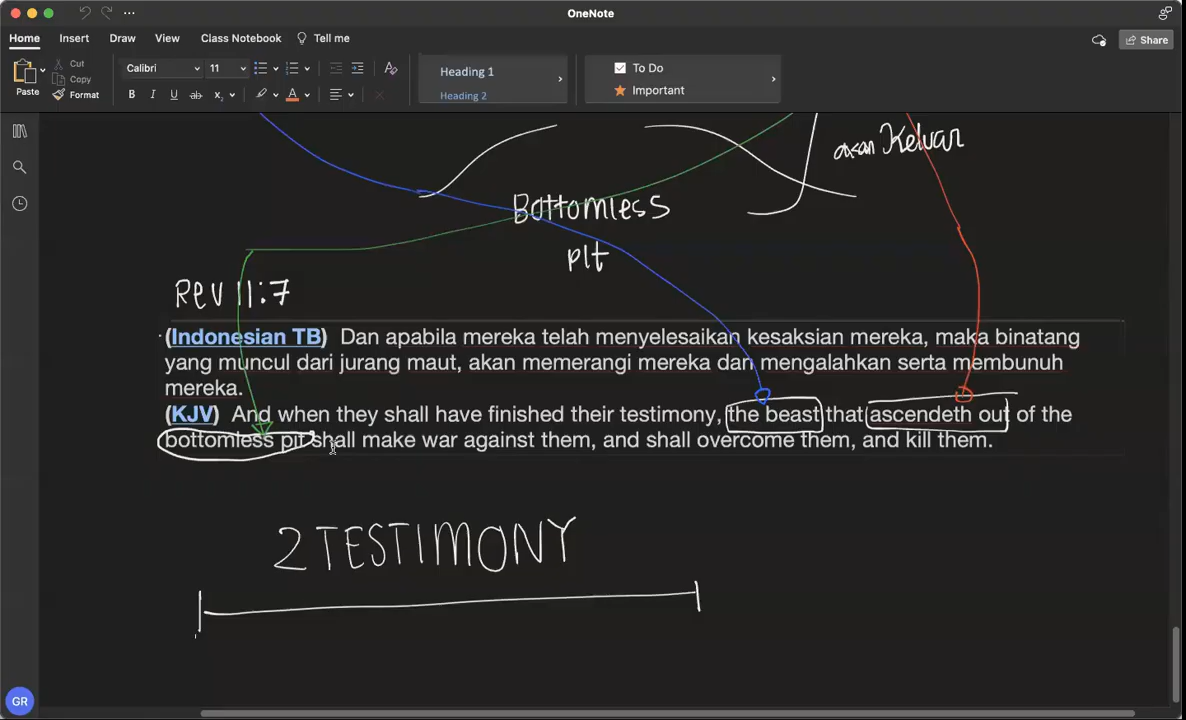 OneNote
Home Insert Draw View Class Notebook Tell me
Share
Paste
Cut
Copy
Format
Calibri 11
B I U ab x
A
Heading 1
Heading 2
To Do
Important
akan Keluar
Bottomless
pit
Rev 11:7
(Indonesian TB) Dan apabila mereka telah menyelesaikan kesaksian mereka, maka binatang
yang muncul dari jurang maut, akan memerangi mereka dan mengalahkan serta membunuh
mereka.
(KJV) And when they shall have finished their testimony, the beast that ascendeth out of the
bottomless pit shall make war against them, and shall overcome them, and kill them.
2 TESTIMONY
GR